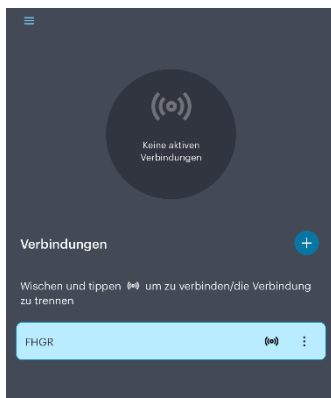 Keine aktiven
Verbindungen
Verbindungen
Wischen und tippen um zu verbinden/die Verbindung
zu trennen
FHGR